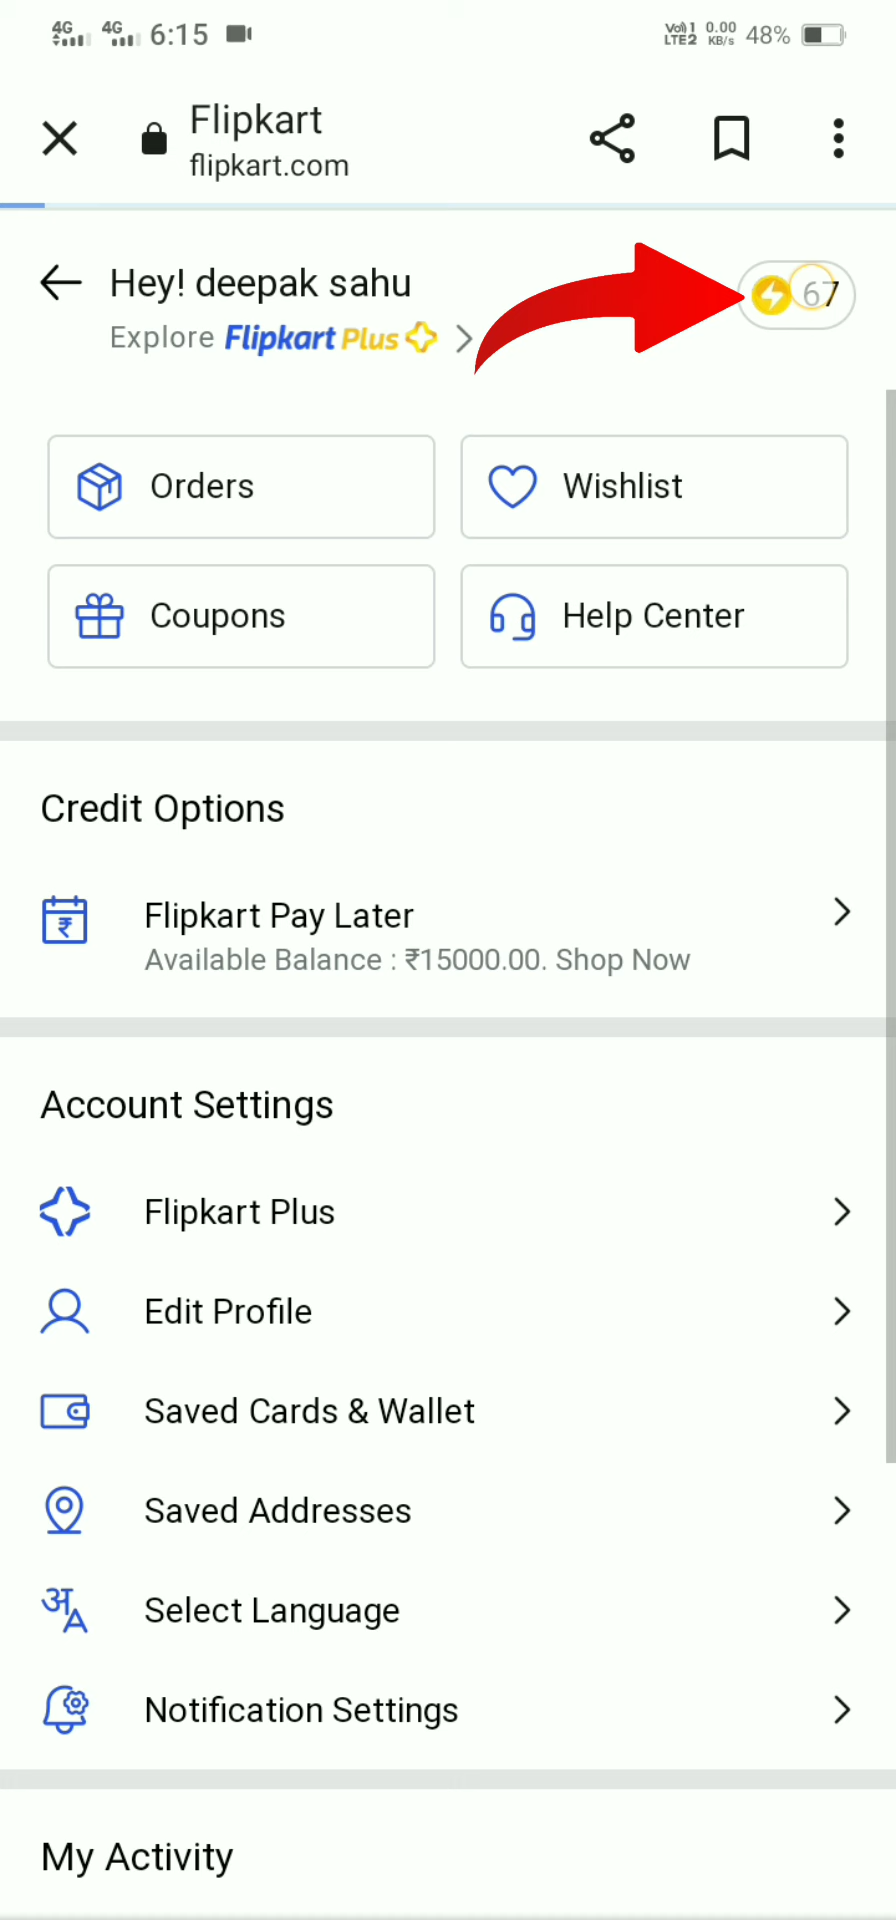 4G 4G 6:15 Vo)) 1 LTE2 0.00 KB/s 48%
Flipkart
flipkart.com
Hey! deepak sahu
67
Explore Flipkart Plus
Orders
Wishlist
Coupons
Help Center
Credit Options
Flipkart Pay Later
Available Balance : ₹15000.00. Shop Now
Account Settings
Flipkart Plus
Edit Profile
Saved Cards & Wallet
Saved Addresses
अA Select Language
Notification Settings
My Activity